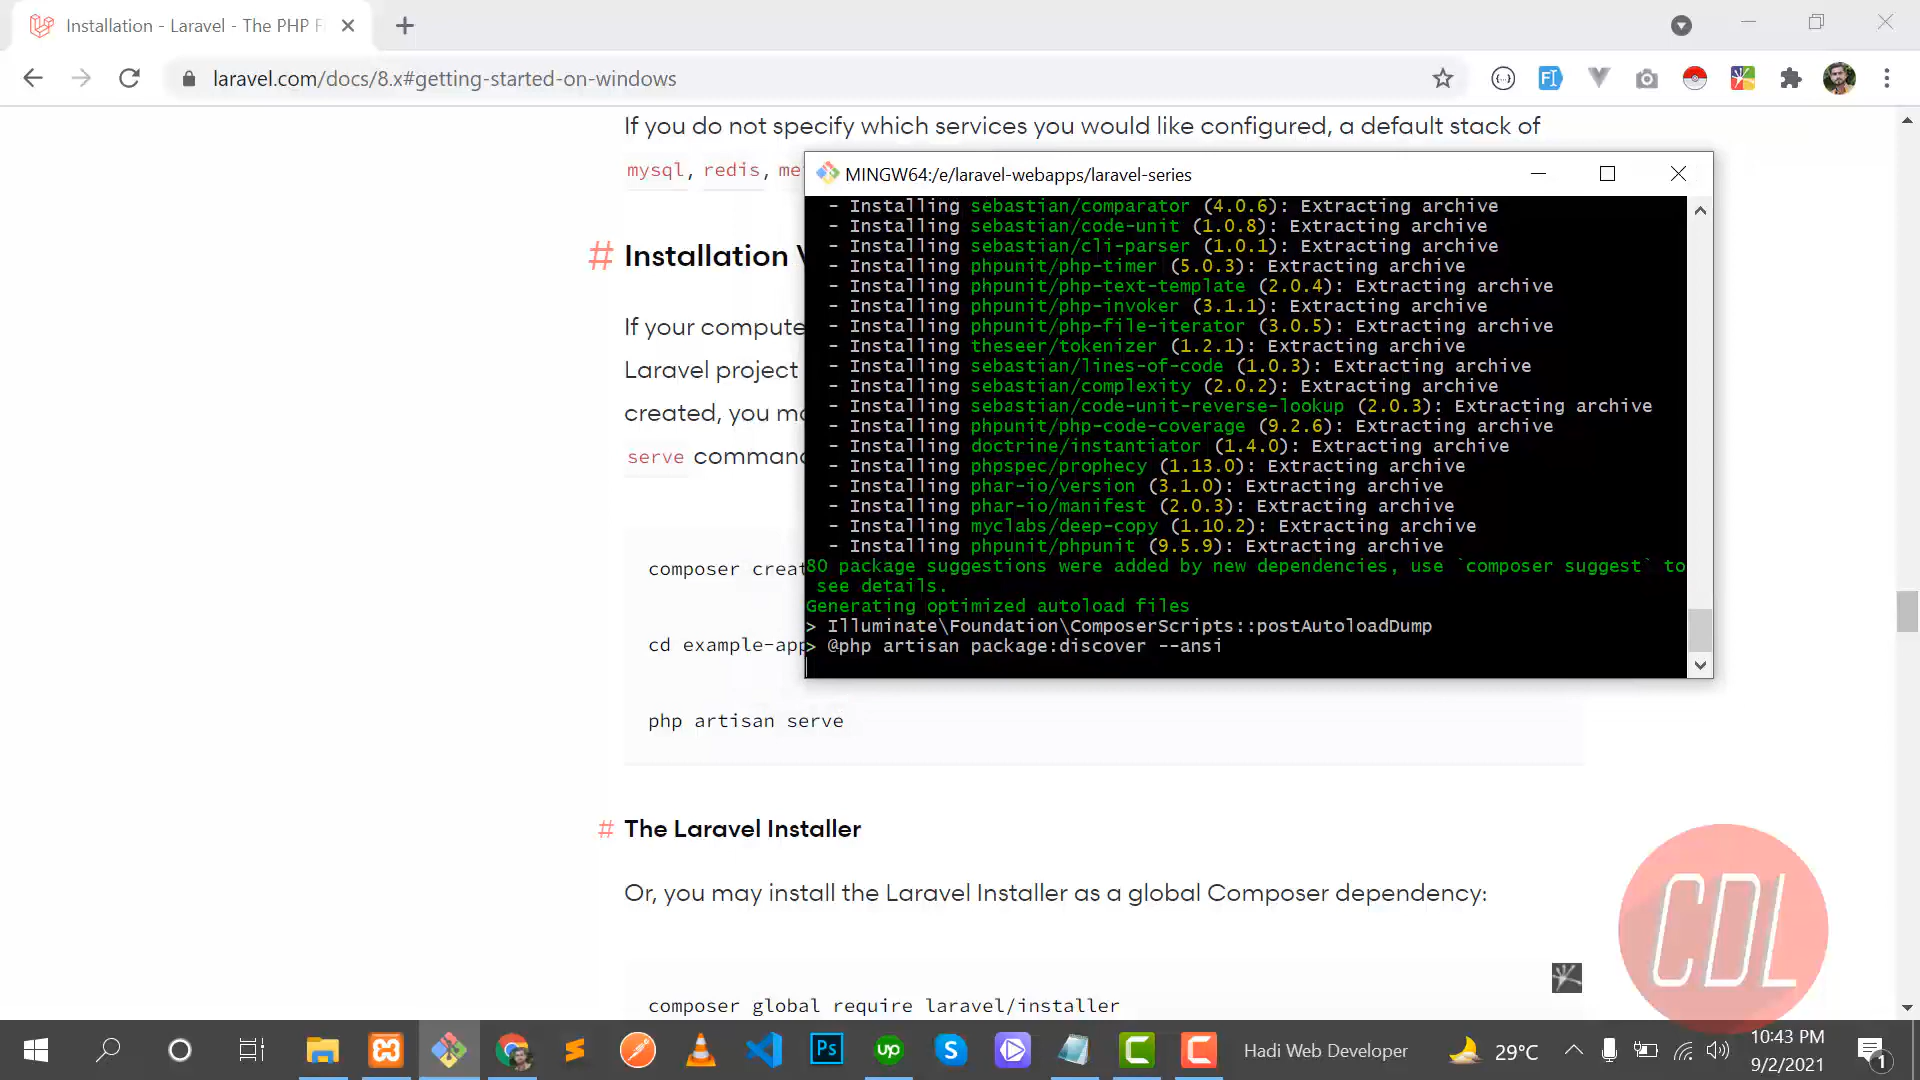 Installation - Laravel - The PHP F
laravel.com/docs/8.x#getting-started-on-windows
If you do not specify which services you would like configured, a default stack of
mysql, redis, me
# Installation V
If your compute
Laravel project
created, you mo
serve command
composer creat
cd example-app
php artisan serve
MINGW64:/e/laravel-webapps/laravel-series
- Installing sebastian/comparator (4.0.6): Extracting archive
- Installing sebastian/code-unit (1.0.8): Extracting archive
- Installing sebastian/cli-parser (1.0.1): Extracting archive
- Installing phpunit/php-timer (5.0.3): Extracting archive
- Installing phpunit/php-text-template (2.0.4): Extracting archive
- Installing phpunit/php-invoker (3.1.1): Extracting archive
- Installing phpunit/php-file-iterator (3.0.5): Extracting archive
- Installing theseer/tokenizer (1.2.1): Extracting archive
- Installing sebastian/lines-of-code (1.0.3): Extracting archive
- Installing sebastian/complexity (2.0.2): Extracting archive
- Installing sebastian/code-unit-reverse-lookup (2.0.3): Extracting archive
- Installing phpunit/php-code-coverage (9.2.6): Extracting archive
- Installing doctrine/instantiator (1.4.0): Extracting archive
- Installing phpspec/prophecy (1.13.0): Extracting archive
- Installing phar-io/version (3.1.0): Extracting archive
- Installing phar-io/manifest (2.0.3): Extracting archive
- Installing myclabs/deep-copy (1.10.2): Extracting archive
- Installing phpunit/phpunit (9.5.9): Extracting archive
80 package suggestions were added by new dependencies, use `composer suggest` to
see details.
Generating optimized autoload files
> Illuminate\Foundation\ComposerScripts::postAutoloadDump
> @php artisan package:discover --ansi
# The Laravel Installer
Or, you may install the Laravel Installer as a global Composer dependency:
composer global require laravel/installer
CDL
Ps
up
Hadi Web Developer
29°C
10:43 PM
9/2/2021
1